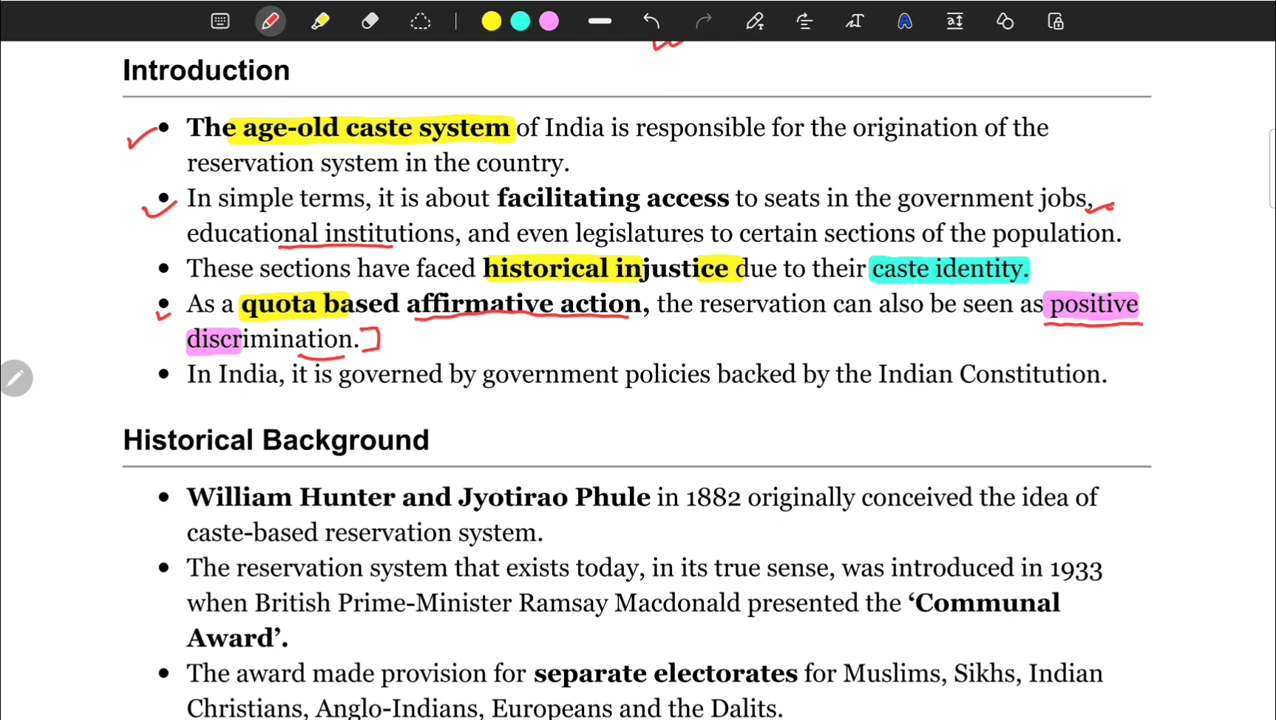 Introduction
• The age-old caste system of India is responsible for the origination of the
reservation system in the country.
• In simple terms, it is about facilitating access to seats in the government jobs,
educational institutions, and even legislatures to certain sections of the population.
• These sections have faced historical injustice due to their caste identity.
• As a quota based affirmative action, the reservation can also be seen as positive
discrimination.
• In India, it is governed by government policies backed by the Indian Constitution.
Historical Background
• William Hunter and Jyotirao Phule in 1882 originally conceived the idea of
caste-based reservation system.
• The reservation system that exists today, in its true sense, was introduced in 1933
when British Prime-Minister Ramsay Macdonald presented the ‘Communal
Award’.
• The award made provision for separate electorates for Muslims, Sikhs, Indian
Christians, Anglo-Indians, Europeans and the Dalits.